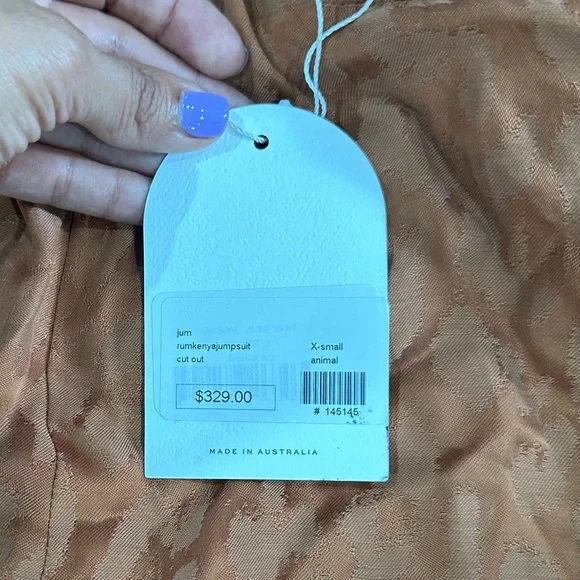 jum
rumkenyajumpsuit X-small
cut out animal
$329.00
# 145145
MADE IN AUSTRALIA